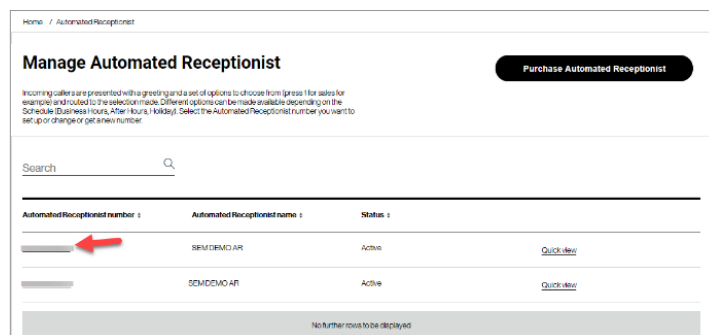 Home / Automated Receptionist
Manage Automated Receptionist
Purchase Automated Receptionist
Incoming callers are presented with a greeting and a set of options to choose from (press 1 for sales for
example) and routed to the selection made. Different options can be made available depending on the
Schedule (Business Hours, After Hours, Holiday). Select the Automated Receptionist number you want to
set up or change or get a new number.
Search
Automated Receptionist number Automated Receptionist name Status
SEM DEMO AR Active Quick view
SEM DEMO AR Active Quick view
No further rows to be displayed